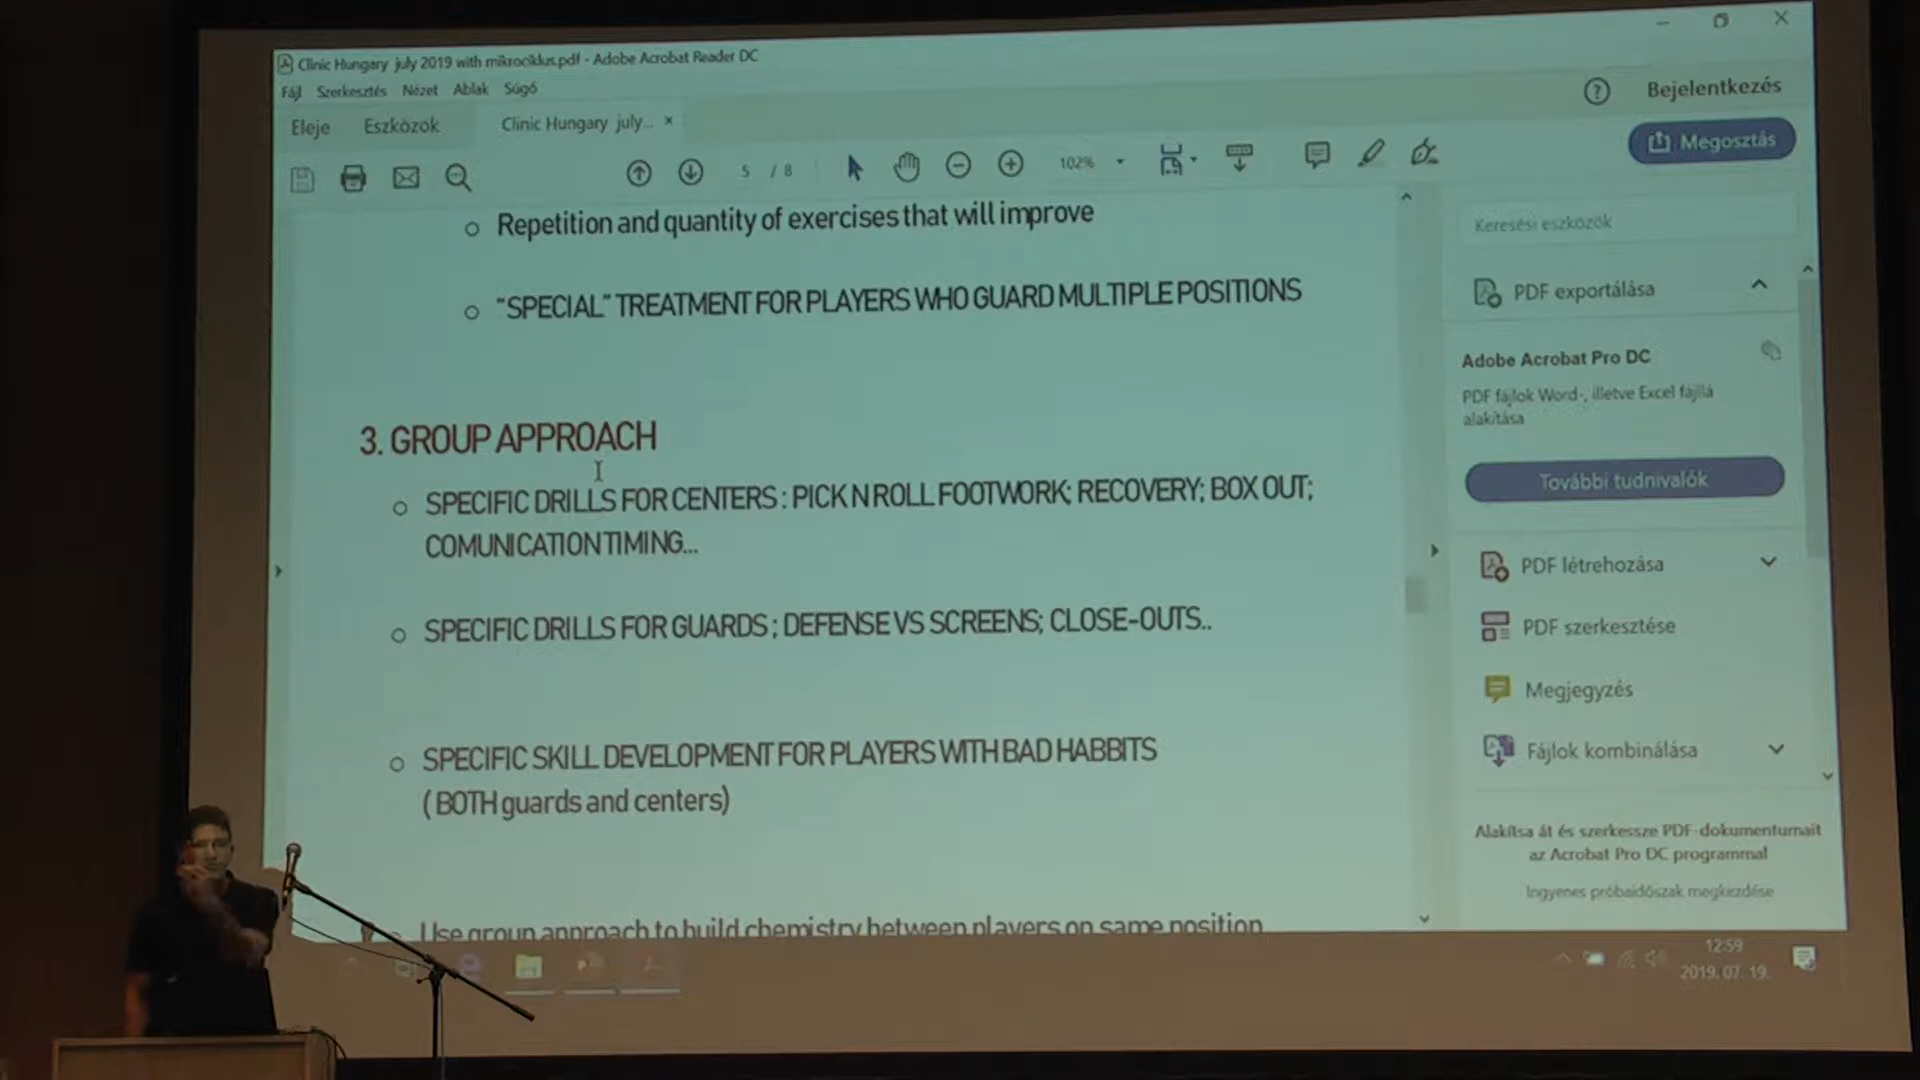 Clinic Hungary july 2019 with mikrociklus.pdf - Adobe Acrobat Reader DC
Fájl Szerkesztés Nézet Ablak Súgó
Bejelentkezés
Eleje Eszközök Clinic Hungary july...
Megosztás
5 / 8 102%
Repetition and quantity of exercises that will improve
"SPECIAL" TREATMENT FOR PLAYERS WHO GUARD MULTIPLE POSITIONS
3. GROUP APPROACH
SPECIFIC DRILLS FOR CENTERS : PICK N ROLL FOOTWORK; RECOVERY; BOX OUT;
COMUNICATION TIMING...
SPECIFIC DRILLS FOR GUARDS ; DEFENSE VS SCREENS; CLOSE-OUTS..
SPECIFIC SKILL DEVELOPMENT FOR PLAYERS WITH BAD HABBITS
( BOTH guards and centers)
Use group approach to build chemistry between players on same position
Keresési eszközök
PDF exportálása
Adobe Acrobat Pro DC
PDF fájlok Word-, illetve Excel fájllá
alakítása
További tudnivalók
PDF létrehozása
PDF szerkesztése
Megjegyzés
Fájlok kombinálása
Alakítsa át és szerkessze PDF-dokumentumait
az Acrobat Pro DC programmal
Ingyenes próbaidőszak megkezdése
12:59
2019. 07. 19.